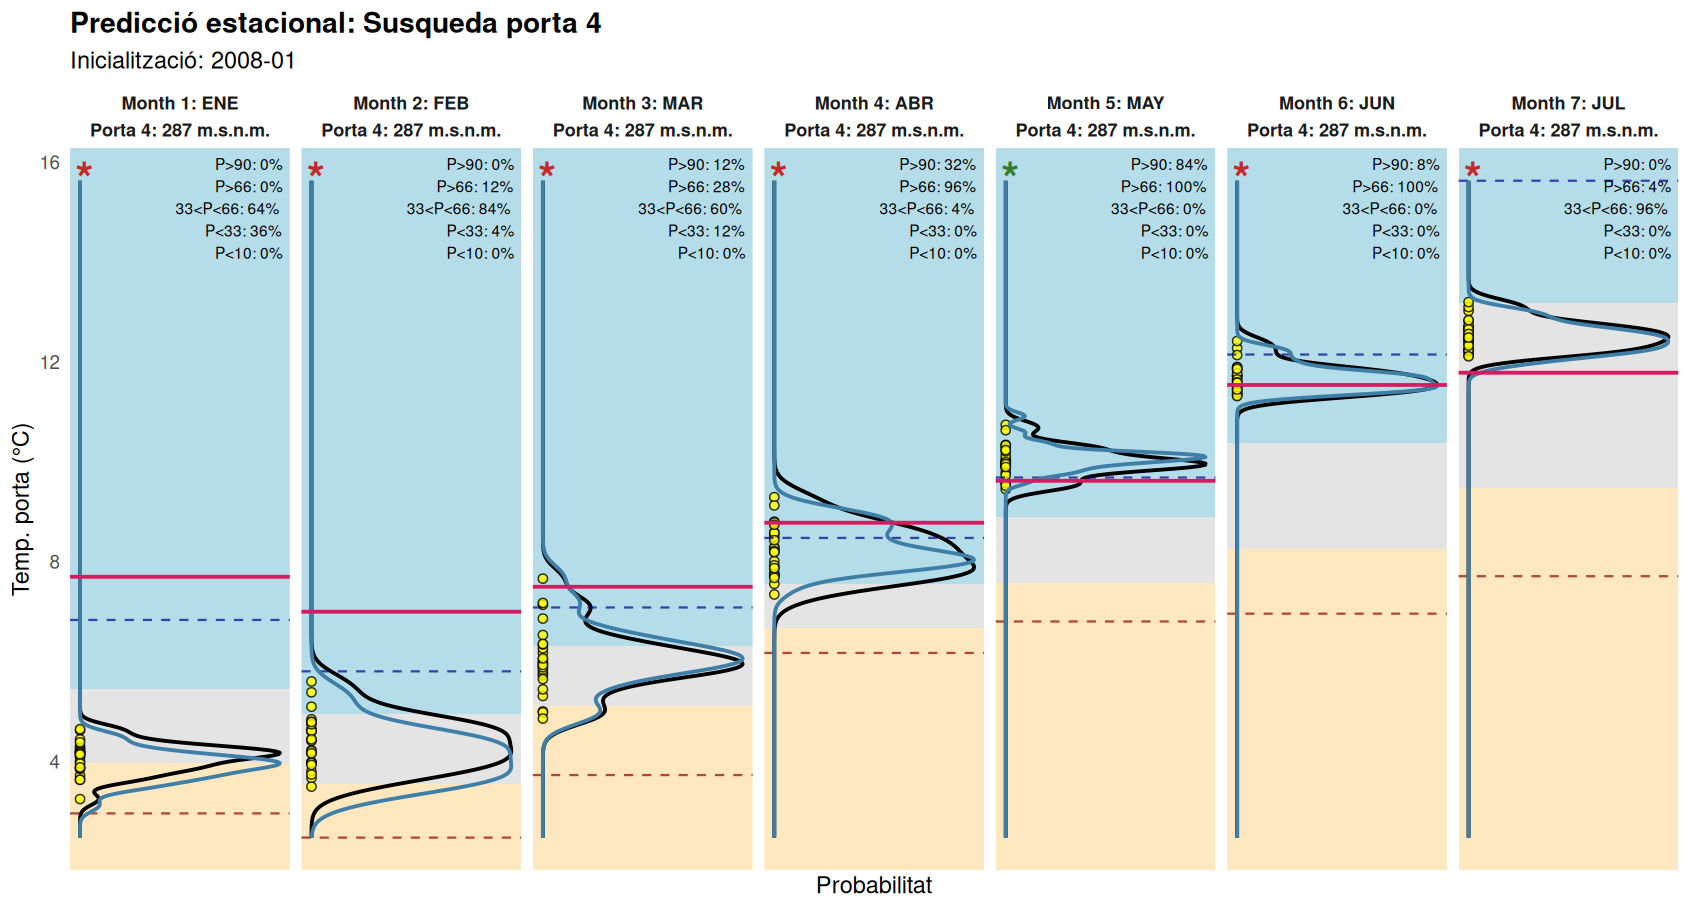 Predicció estacional: Susqueda porta 4
Inicialització: 2008-01
Month 1: ENE
Porta 4: 287 m.s.n.m.
Month 2: FEB
Porta 4: 287 m.s.n.m.
Month 3: MAR
Porta 4: 287 m.s.n.m.
Month 4: ABR
Porta 4: 287 m.s.n.m.
Month 5: MAY
Porta 4: 287 m.s.n.m.
Month 6: JUN
Porta 4: 287 m.s.n.m.
Month 7: JUL
Porta 4: 287 m.s.n.m.
Temp. porta (°C)
16
12
8
4
*
P>90: 0%
P>66: 0%
33<P<66: 64%
P<33: 36%
P<10: 0%
*
P>90: 0%
P>66: 12%
33<P<66: 84%
P<33: 4%
P<10: 0%
*
P>90: 12%
P>66: 28%
33<P<66: 60%
P<33: 12%
P<10: 0%
*
P>90: 32%
P>66: 96%
33<P<66: 4%
P<33: 0%
P<10: 0%
*
P>90: 84%
P>66: 100%
33<P<66: 0%
P<33: 0%
P<10: 0%
*
P>90: 8%
P>66: 100%
33<P<66: 0%
P<33: 0%
P<10: 0%
*
P>90: 0%
P>66: 4%
33<P<66: 96%
P<33: 0%
P<10: 0%
Probabilitat